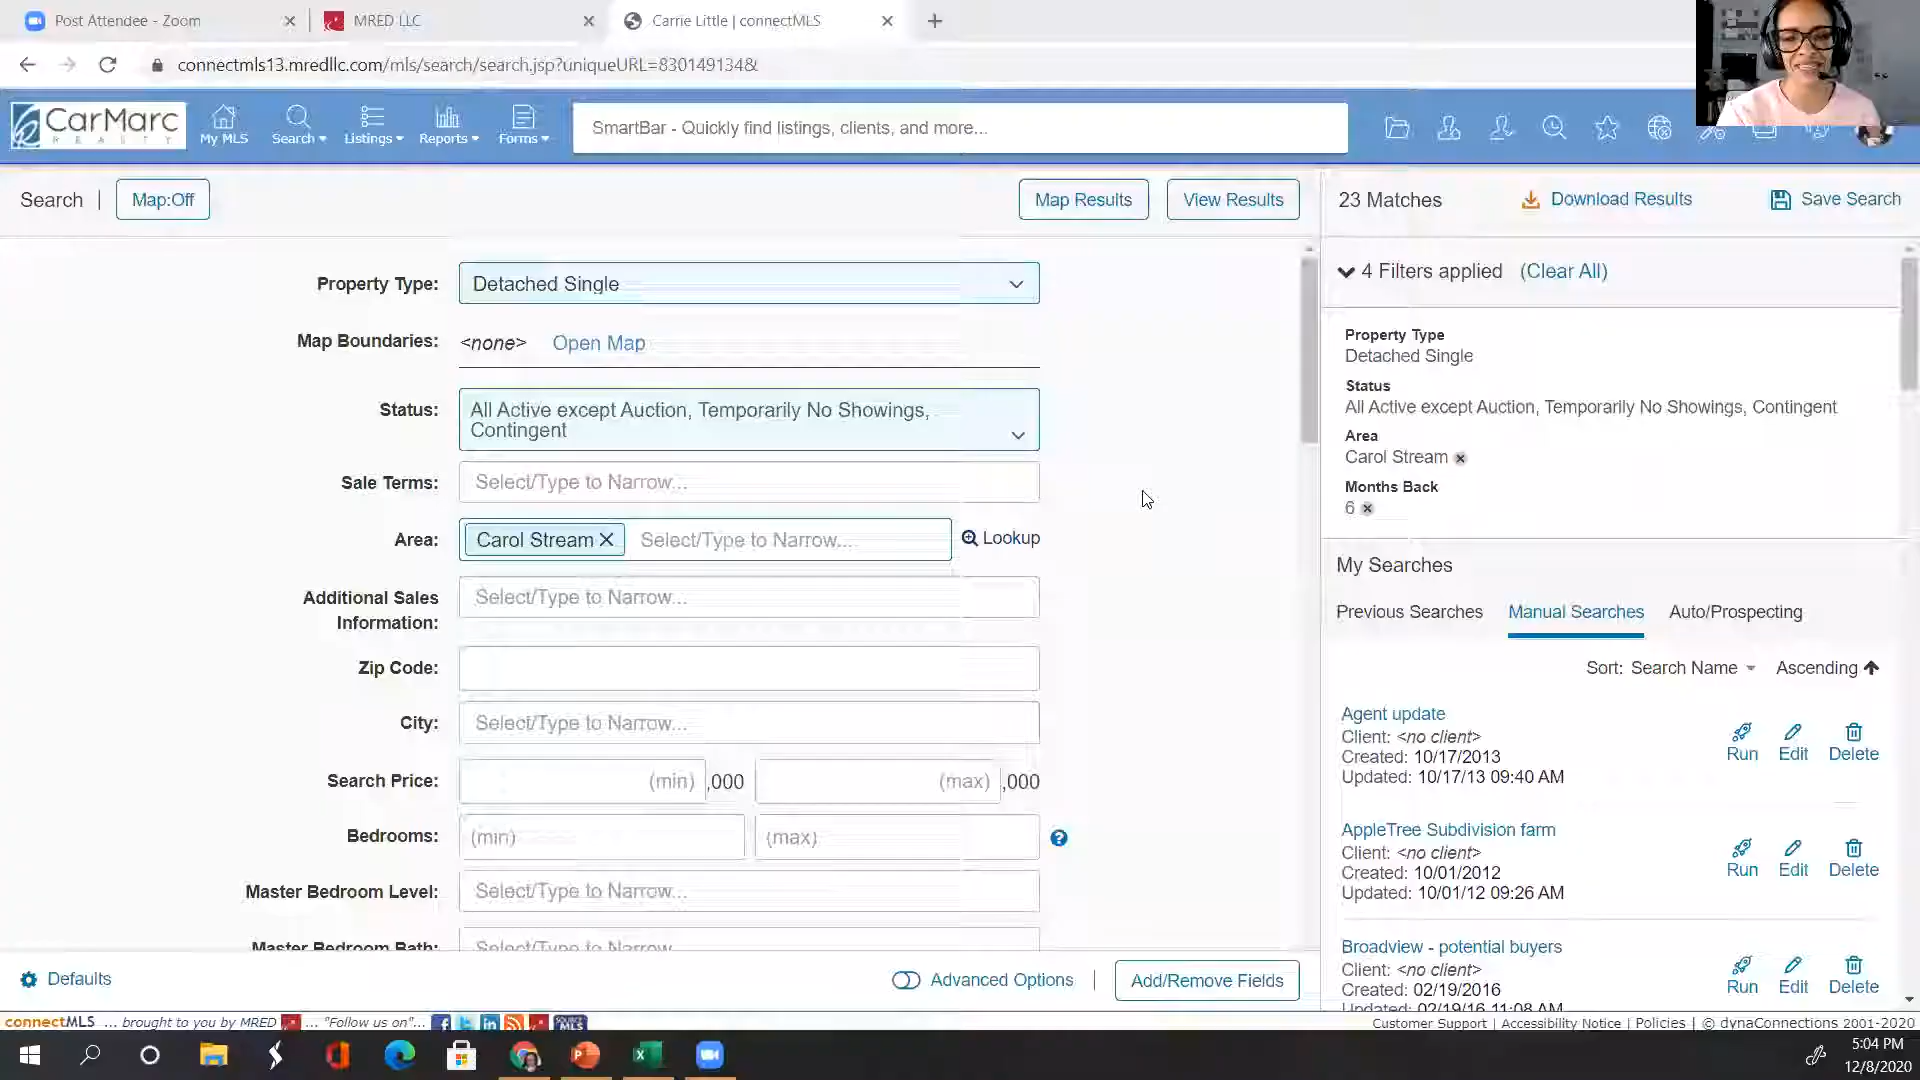 Post Attendee - Zoom
MRED LLC
Carrie Little | connectMLS
connectmls13.mredllc.com/mls/search/search.jsp?uniqueURL=830149134&
CarMarc
REALTY
My MLS
Search
Listings
Reports
Forms
SmartBar - Quickly find listings, clients, and more...
Search | Map:Off
Map Results
View Results
23 Matches
Download Results
Save Search
Property Type: Detached Single
Map Boundaries: <none> Open Map
Status: All Active except Auction, Temporarily No Showings,
Contingent
Sale Terms: Select/Type to Narrow...
Area: Carol Stream Select/Type to Narrow... Lookup
Additional Sales
Information: Select/Type to Narrow...
Zip Code:
City: Select/Type to Narrow...
Search Price: (min) ,000 (max) ,000
Bedrooms: (min) (max)
Master Bedroom Level: Select/Type to Narrow...
Master Bedroom Bath: Select/Type to Narrow...
Defaults
Advanced Options |
Add/Remove Fields
4 Filters applied (Clear All)
Property Type
Detached Single
Status
All Active except Auction, Temporarily No Showings, Contingent
Area
Carol Stream
Months Back
6
My Searches
Previous Searches
Manual Searches
Auto/Prospecting
Sort: Search Name
Ascending
Agent update
Client: <no client>
Created: 10/17/2013
Updated: 10/17/13 09:40 AM
Run Edit Delete
AppleTree Subdivision farm
Client: <no client>
Created: 10/01/2012
Updated: 10/01/12 09:26 AM
Run Edit Delete
Broadview - potential buyers
Client: <no client>
Created: 02/19/2016
Updated: 02/19/16 11:08 AM
Run Edit Delete
connectMLS ... brought to you by MRED ... "Follow us on"...
SOURCE MLS
Customer Support | Accessibility Notice | Policies | © dynaConnections 2001-2020
5:04 PM
12/8/2020